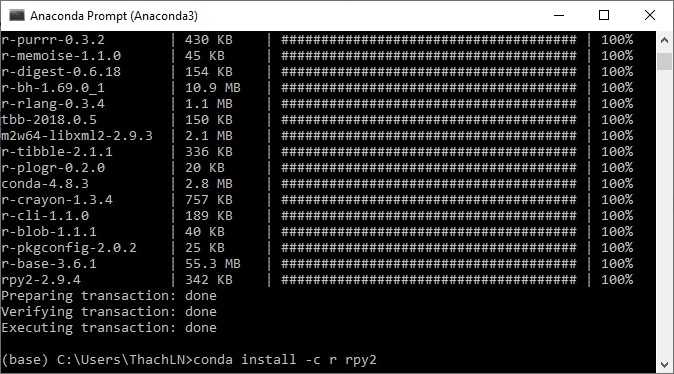 Anaconda Prompt (Anaconda3)
r-purrr-0.3.2 | 430 KB | ##################################### | 100%
r-memoise-1.1.0 | 45 KB | ##################################### | 100%
r-digest-0.6.18 | 154 KB | ##################################### | 100%
r-bh-1.69.0_1 | 10.9 MB | ##################################### | 100%
r-rlang-0.3.4 | 1.1 MB | ##################################### | 100%
tbb-2018.0.5 | 150 KB | ##################################### | 100%
m2w64-libxml2-2.9.3 | 2.1 MB | ##################################### | 100%
r-tibble-2.1.1 | 336 KB | ##################################### | 100%
r-plogr-0.2.0 | 20 KB | ##################################### | 100%
conda-4.8.3 | 2.8 MB | ##################################### | 100%
r-crayon-1.3.4 | 757 KB | ##################################### | 100%
r-cli-1.1.0 | 189 KB | ##################################### | 100%
r-blob-1.1.1 | 40 KB | ##################################### | 100%
r-pkgconfig-2.0.2 | 25 KB | ##################################### | 100%
r-base-3.6.1 | 55.3 MB | ##################################### | 100%
rpy2-2.9.4 | 342 KB | ##################################### | 100%
Preparing transaction: done
Verifying transaction: done
Executing transaction: done
(base) C:\Users\ThachLN>conda install -c r rpy2